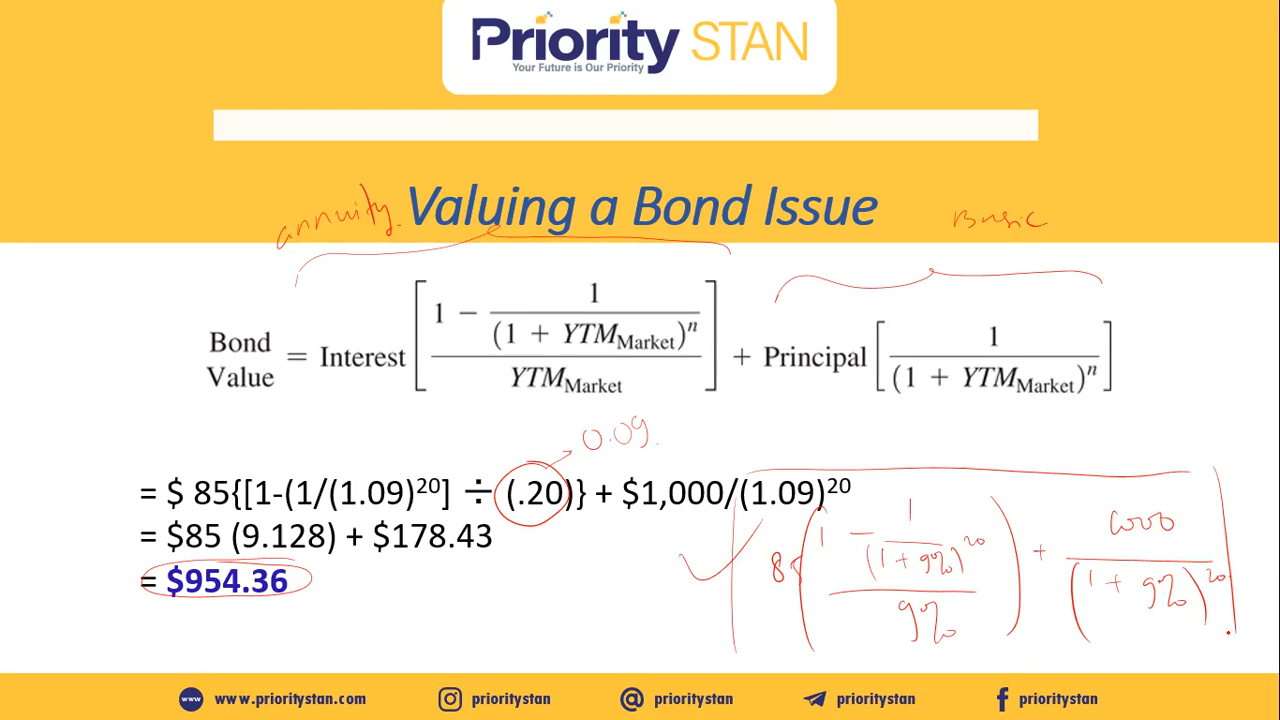 Priority STAN
Your Future is Our Priority
annuity.
Valuing a Bond Issue
Basic
Bond Value = Interest [ 1 − 1 / (1 + YTM_Market)^n / YTM_Market ] + Principal [ 1 / (1 + YTM_Market)^n ]
0.09.
= $ 85{[1-(1/(1.09)²⁰] ÷ (.20)} + $1,000/(1.09)²⁰
= $85 (9.128) + $178.43
= $954.36
85 ( 1 − 1 / (1 + 9%)²⁰ / 9% ) + 1000 / (1 + 9%)²⁰
www.prioritystan.com prioritystan prioritystan prioritystan prioritystan